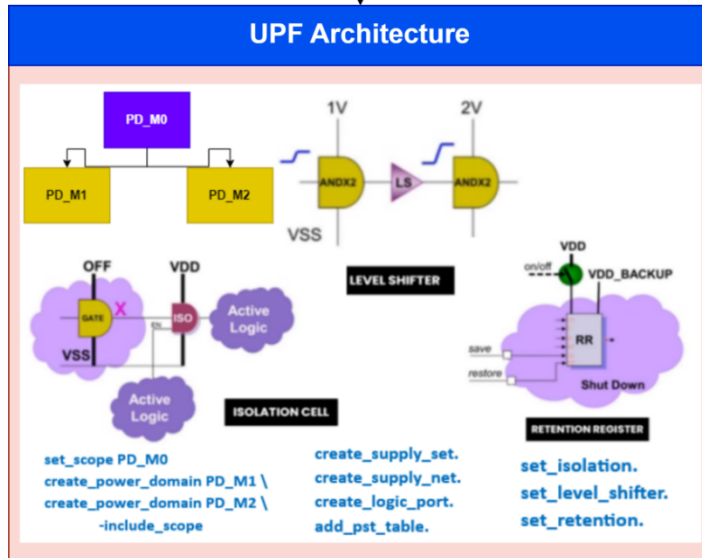 UPF Architecture
PD_M0
PD_M1
PD_M2
1V
2V
ANDX2
LS
ANDX2
VSS
LEVEL SHIFTER
OFF
VDD
GATE
X
EN
ISO
Active
Logic
VSS
Active
Logic
ISOLATION CELL
VDD
on/off
VDD_BACKUP
RR
save
restore
Shut Down
RETENTION REGISTER
set_scope PD_M0
create_power_domain PD_M1 \
create_power_domain PD_M2 \
-include_scope
create_supply_set.
create_supply_net.
create_logic_port.
add_pst_table.
set_isolation.
set_level_shifter.
set_retention.